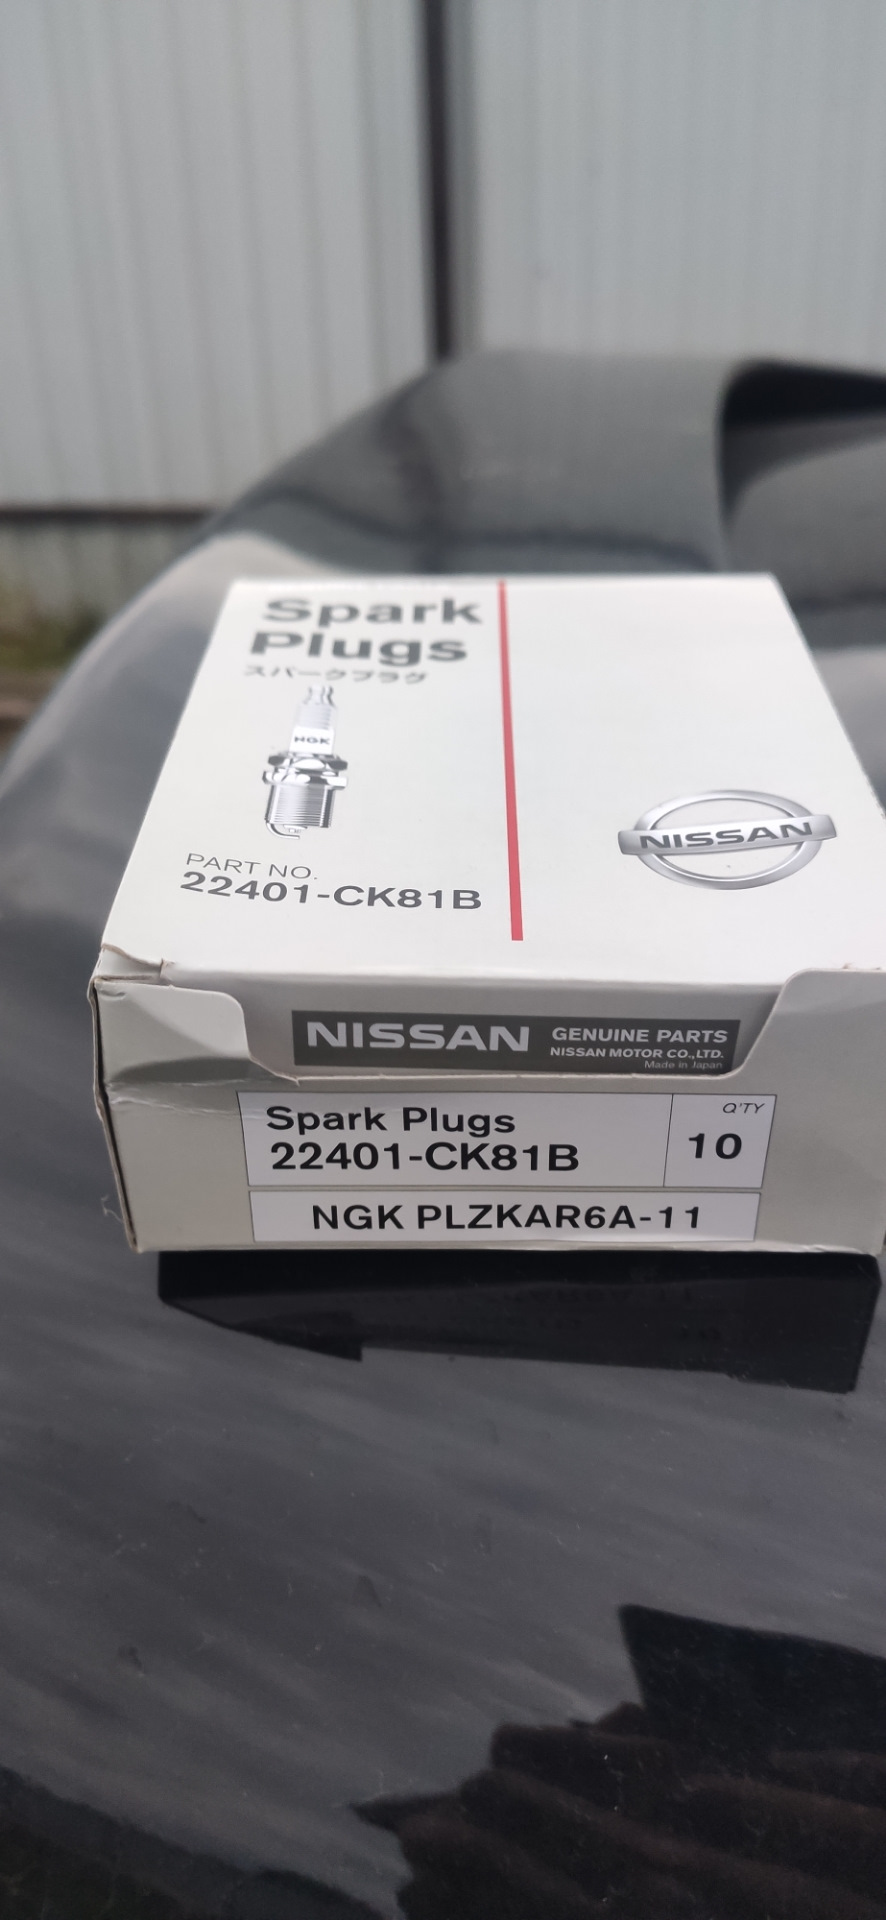 Spark
Plugs
スパークプラグ
NGK
PART NO.
22401-CK81B
NISSAN
NISSAN GENUINE PARTS
NISSAN MOTOR CO.,LTD.
Made in Japan
Spark Plugs
22401-CK81B
Q'TY
10
NGK PLZKAR6A-11